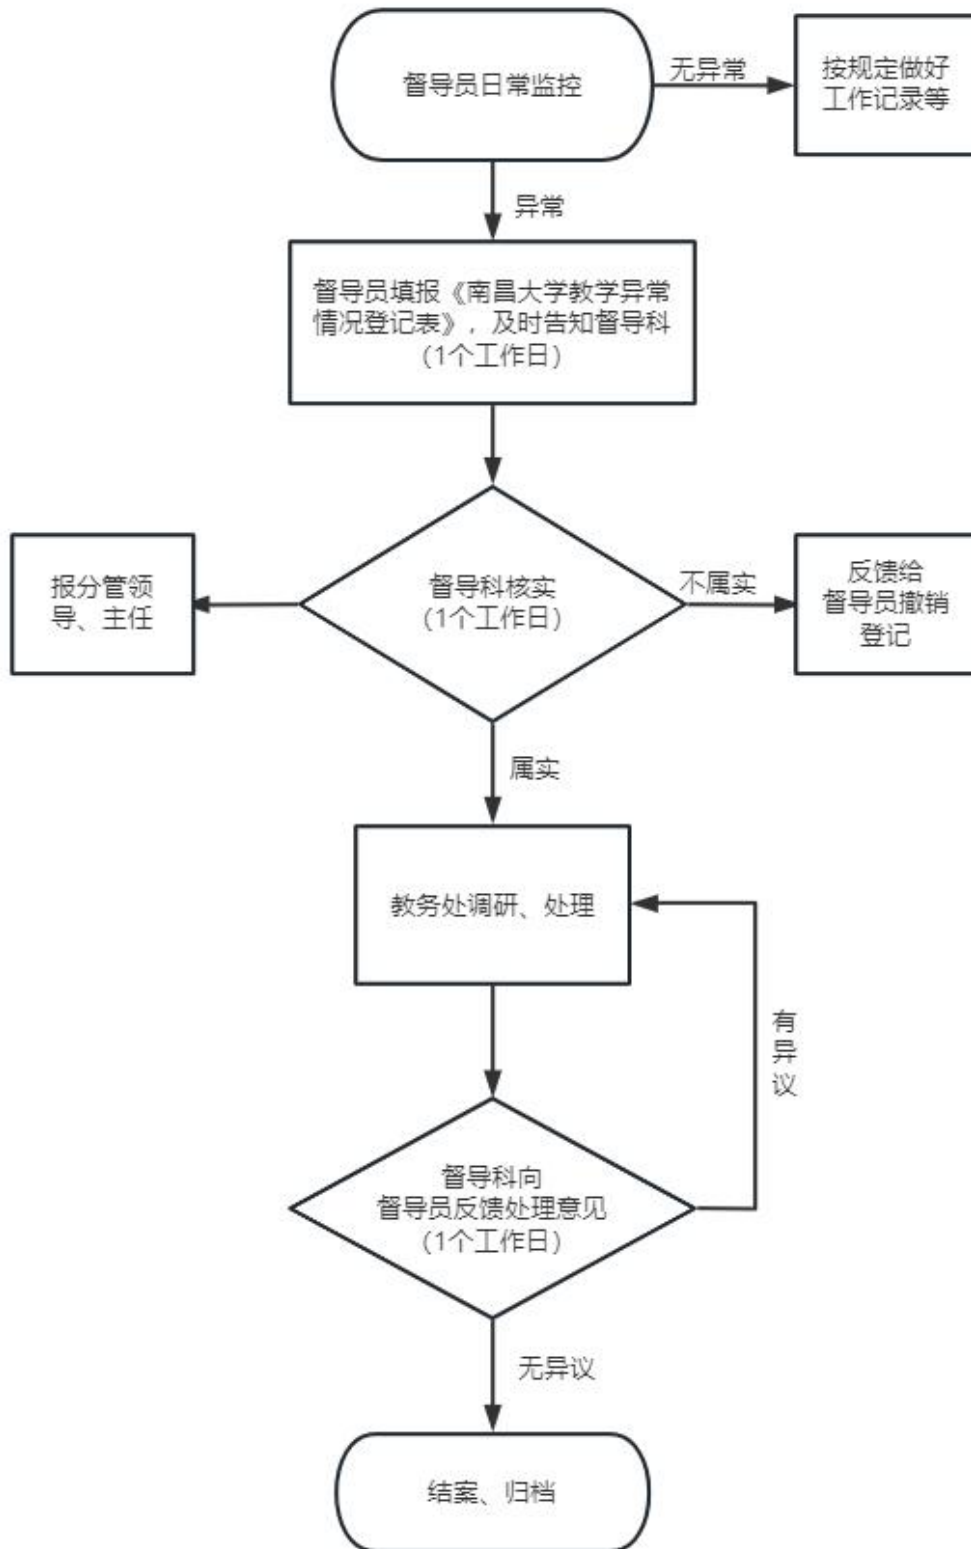 督导员日常监控
无异常
按规定做好
工作记录等
异常
督导员填报《南昌大学教学异常
情况登记表》，及时告知督导科
（1个工作日）
报分管领
导、主任
督导科核实
（1个工作日）
不属实
反馈给
督导员撤销
登记
属实
教务处调研、处理
有
异
议
督导科向
督导员反馈处理意见
（1个工作日）
无异议
结案、归档